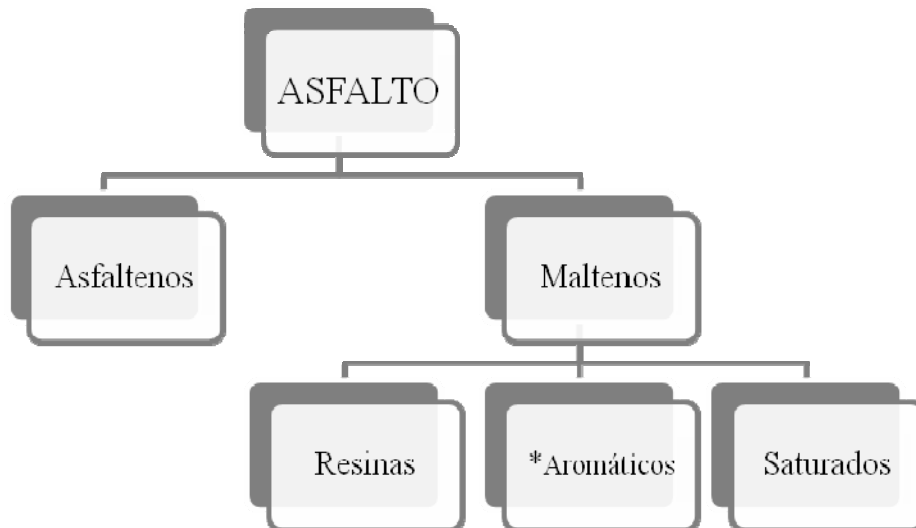 ASFALTO
Asfaltenos
Maltenos
Resinas
*Aromáticos
Saturados